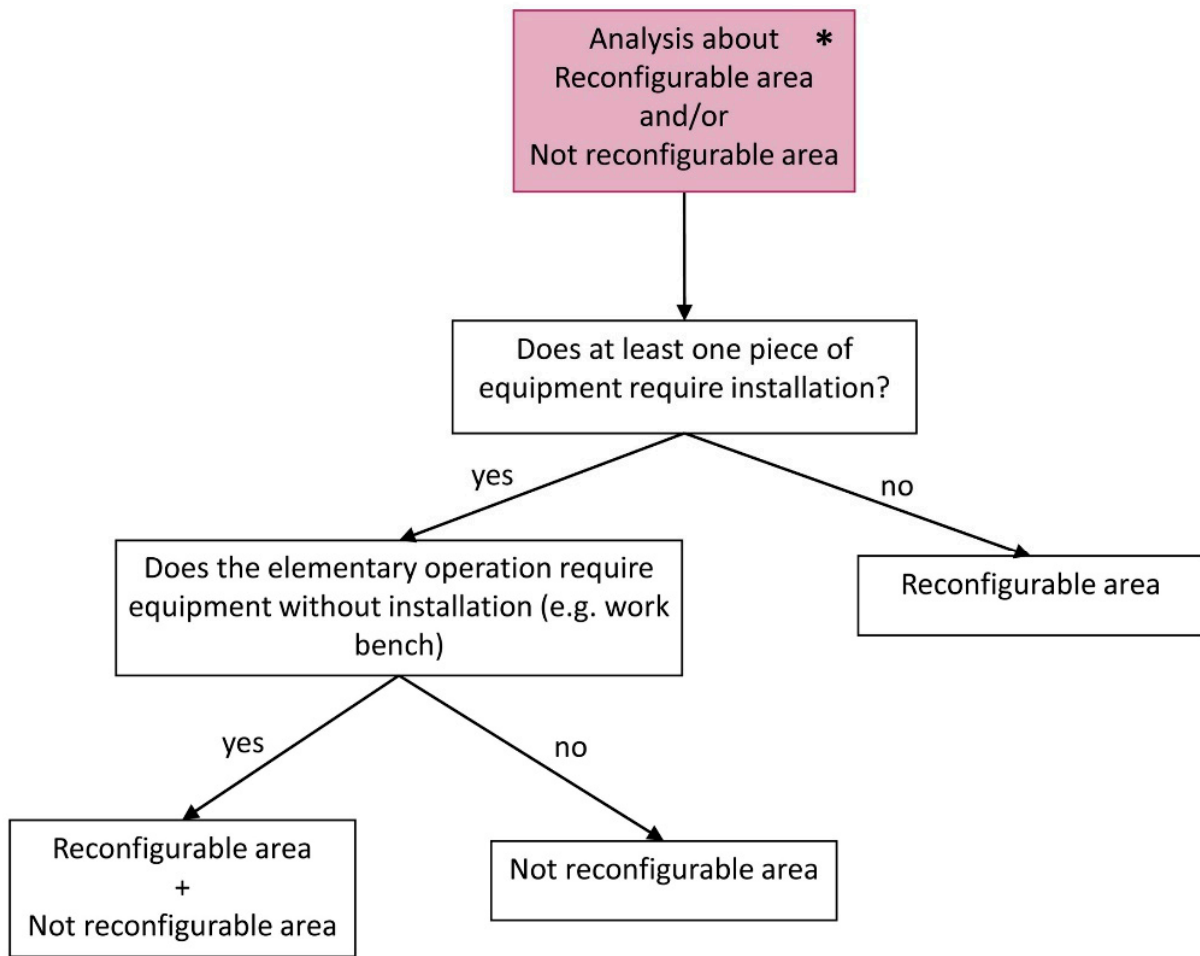 Analysis about *
Reconfigurable area
and/or
Not reconfigurable area
Does at least one piece of
equipment require installation?
yes
no
Does the elementary operation require
equipment without installation (e.g. work
bench)
Reconfigurable area
yes
no
Reconfigurable area
+
Not reconfigurable area
Not reconfigurable area